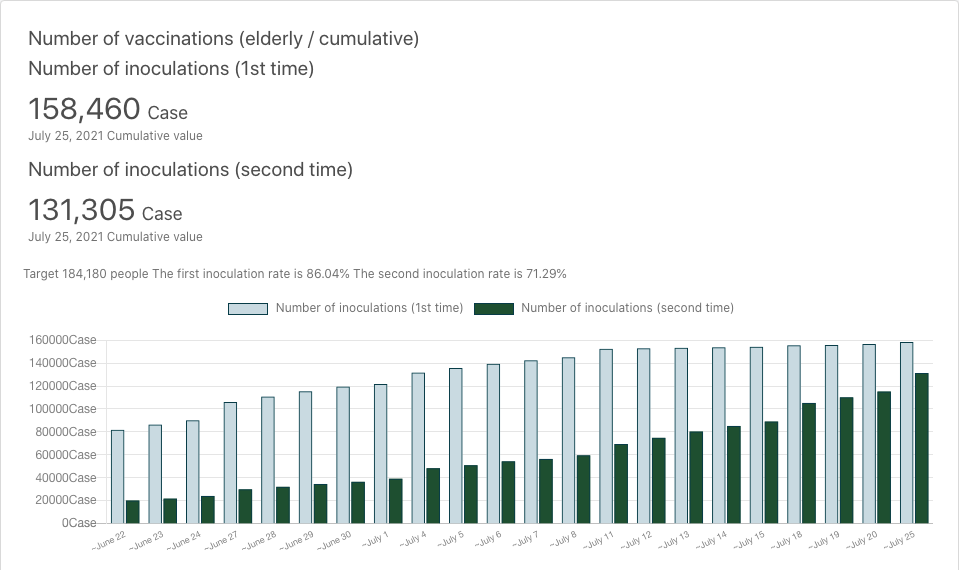 Number of vaccinations (elderly / cumulative)
Number of inoculations (1st time)
158,460 Case
July 25, 2021 Cumulative value
Number of inoculations (second time)
131,305 Case
July 25, 2021 Cumulative value
Target 184,180 people The first inoculation rate is 86.04% The second inoculation rate is 71.29%
Number of inoculations (1st time) Number of inoculations (second time)
160000Case
140000Case
120000Case
100000Case
80000Case
60000Case
40000Case
20000Case
0Case
~June 22 ~June 23 ~June 24 ~June 27 ~June 28 ~June 29 ~June 30 ~July 1 ~July 4 ~July 5 ~July 6 ~July 7 ~July 8 ~July 11 ~July 12 ~July 13 ~July 14 ~July 15 ~July 18 ~July 19 ~July 20 ~July 25